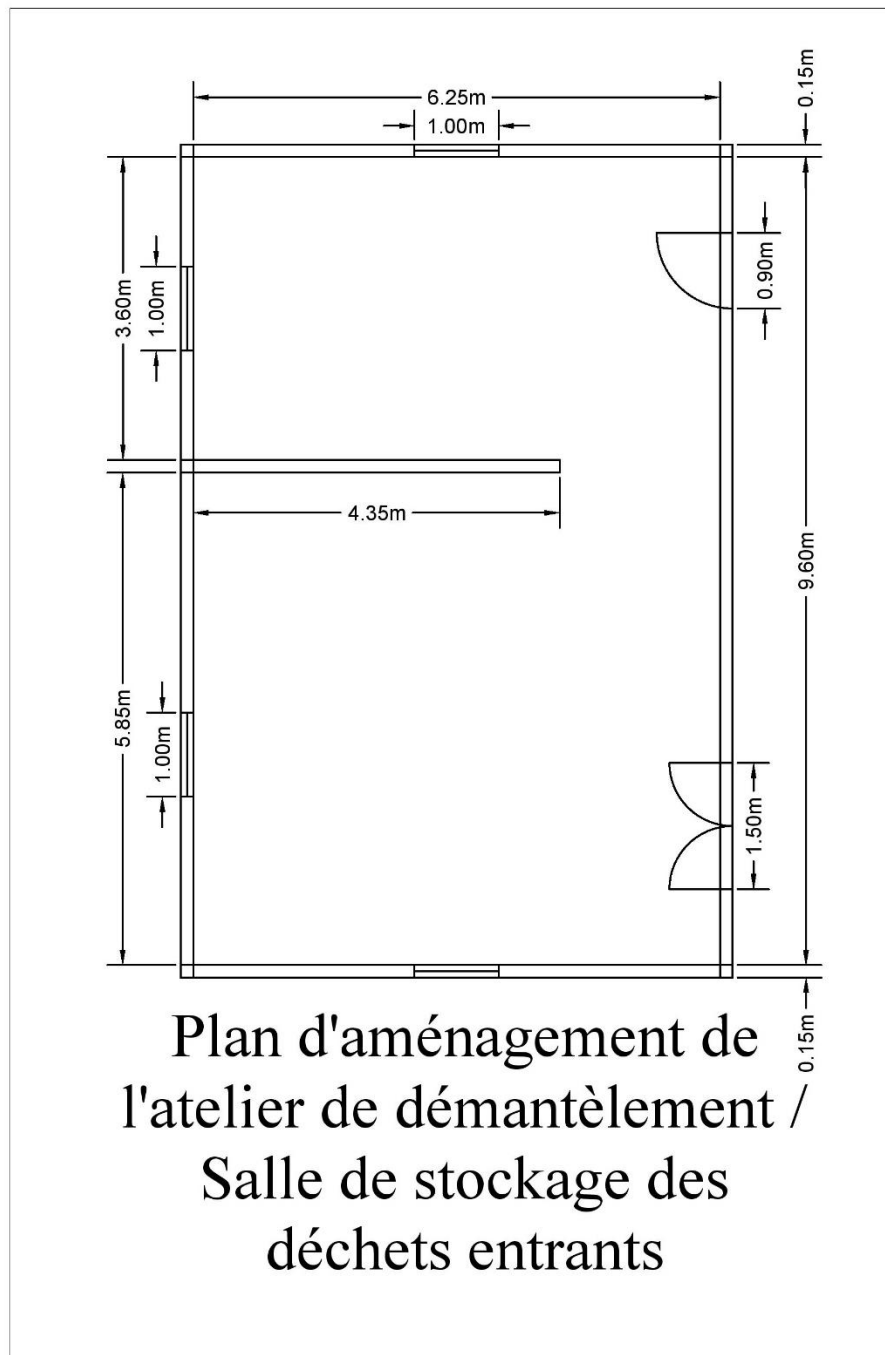 6.25m
0.15m
1.00m
3.60m
1.00m
0.90m
4.35m
9.60m
5.85m
1.00m
1.50m
0.15m
Plan d'aménagement de
l'atelier de démantèlement /
Salle de stockage des
déchets entrants